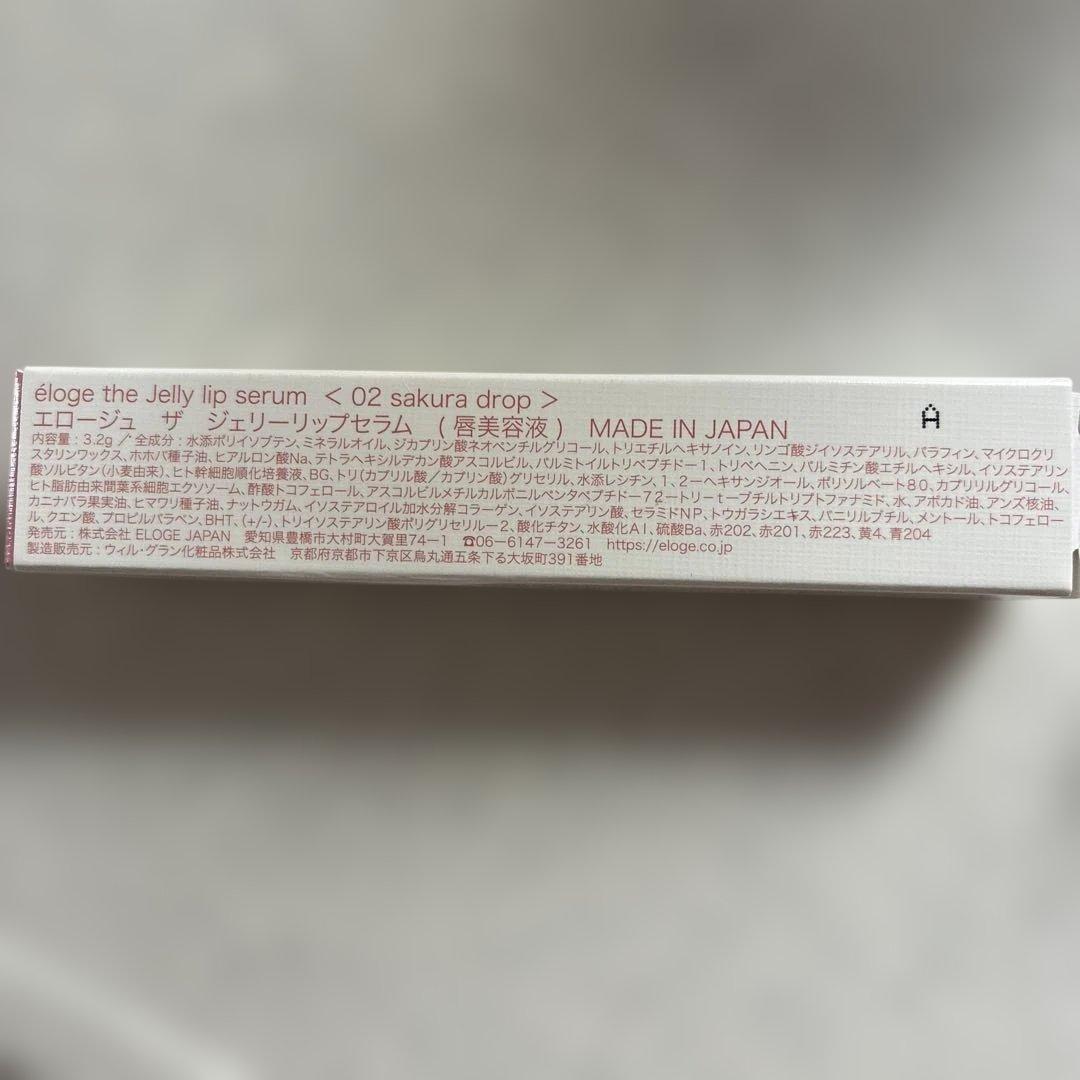 éloge the Jelly lip serum < 02 sakura drop >
エロージュ ザ ジェリーリップセラム (唇美容液) MADE IN JAPAN
Å
内容量:3.2g/全成分:水添ポリイソブテン、ミネラルオイル、ジカプリン酸ネオペンチルグリコール、トリエチルヘキサノイン、リンゴ酸ジイソステアリル、パラフィン、マイクロクリ
スタリンワックス、ホホバ種子油、ヒアルロン酸Na、テトラヘキシルデカン酸アスコルビル、パルミトイルトリペプチドー1、トリベヘニン、パルミチン酸エチルヘキシル、イソステアリン
酸ソルビタン(小麦由来)、ヒト幹細胞順化培養液、BG、トリ(カプリル酸/カプリン酸)グリセリル、水添レシチン、1、2ーヘキサンジオール、ポリソルベート80、カプリリルグリコール、
ヒト脂肪由来間葉系細胞エクソソーム、酢酸トコフェロール、アスコルビルメチルカルボニルペンタペプチドー72ートリーtーブチルトリプトファナミド、水、アボカド油、アンズ核油、
カニナバラ果実油、ヒマワリ種子油、ナットウガム、イソステアロイル加水分解コラーゲン、イソステアリン酸、セラミドNP、トウガラシエキス、バニリルブチル、メントール、トコフェロー
ル、クエン酸、プロピルパラベン、BHT、(+/-)、トリイソステアリン酸ポリグリセリルー2、酸化チタン、水酸化Al、硫酸Ba、赤202、赤201、赤223、黄4、青204
発売元:株式会社 ELOGE JAPAN 愛知県豊橋市大村町大賀里74ー1 ☎06ー6147ー3261 https://eloge.co.jp
製造販売元:ウィル・グラン化粧品株式会社 京都府京都市下京区烏丸通五条下る大坂町391番地